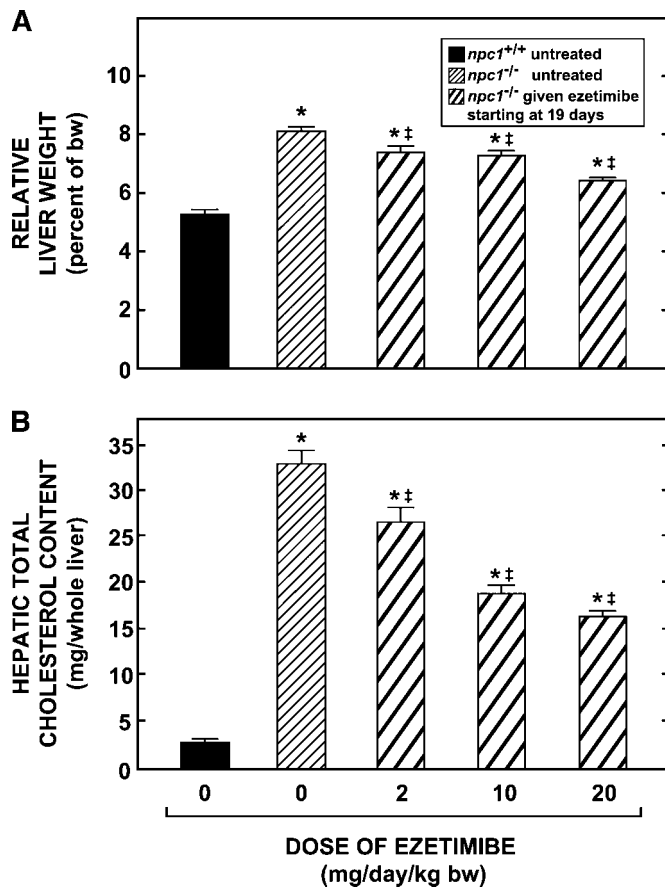 A
npc1+/+ untreated
npc1-/- untreated
npc1-/- given ezetimibe
starting at 19 days
RELATIVE
LIVER WEIGHT
(percent of bw)
10
8
6
4
2
0
*
*‡
*‡
*‡
B
HEPATIC TOTAL
CHOLESTEROL CONTENT
(mg/whole liver)
35
30
25
20
15
10
5
0
*
*‡
*‡
*‡
0 0 2 10 20
DOSE OF EZETIMIBE
(mg/day/kg bw)